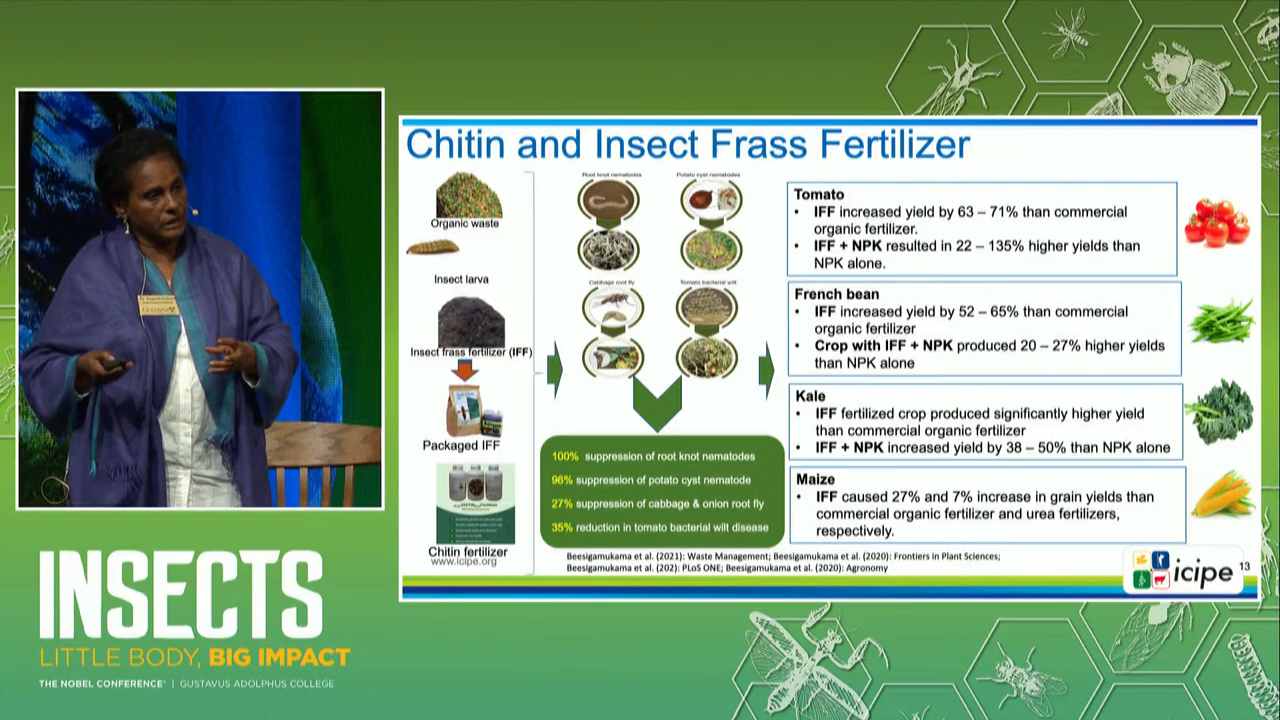 Chitin and Insect Frass Fertilizer
Organic waste
Insect larva
Insect frass fertilizer (IFF)
Packaged IFF
Chitin fertilizer
www.icipe.org
Root knot nematodes
Potato cyst nematodes
Cabbage root fly
Tomato bacterial wilt
100% suppression of root knot nematodes
96% suppression of potato cyst nematode
27% suppression of cabbage & onion root fly
35% reduction in tomato bacterial wilt disease
Tomato
• IFF increased yield by 63 – 71% than commercial
organic fertilizer.
• IFF + NPK resulted in 22 – 135% higher yields than
NPK alone.
French bean
• IFF increased yield by 52 – 65% than commercial
organic fertilizer
• Crop with IFF + NPK produced 20 – 27% higher yields
than NPK alone
Kale
• IFF fertilized crop produced significantly higher yield
than commercial organic fertilizer
• IFF + NPK increased yield by 38 – 50% than NPK alone
Maize
• IFF caused 27% and 7% increase in grain yields than
commercial organic fertilizer and urea fertilizers,
respectively.
Beesigamukama et al. (2021): Waste Management; Beesigamukama et al. (2020): Frontiers in Plant Sciences;
Beesigamukama et al. (202): PLoS ONE; Beesigamukama et al. (2020): Agronomy
icipe
13
INSECTS
LITTLE BODY, BIG IMPACT
THE NOBEL CONFERENCE® | GUSTAVUS ADOLPHUS COLLEGE